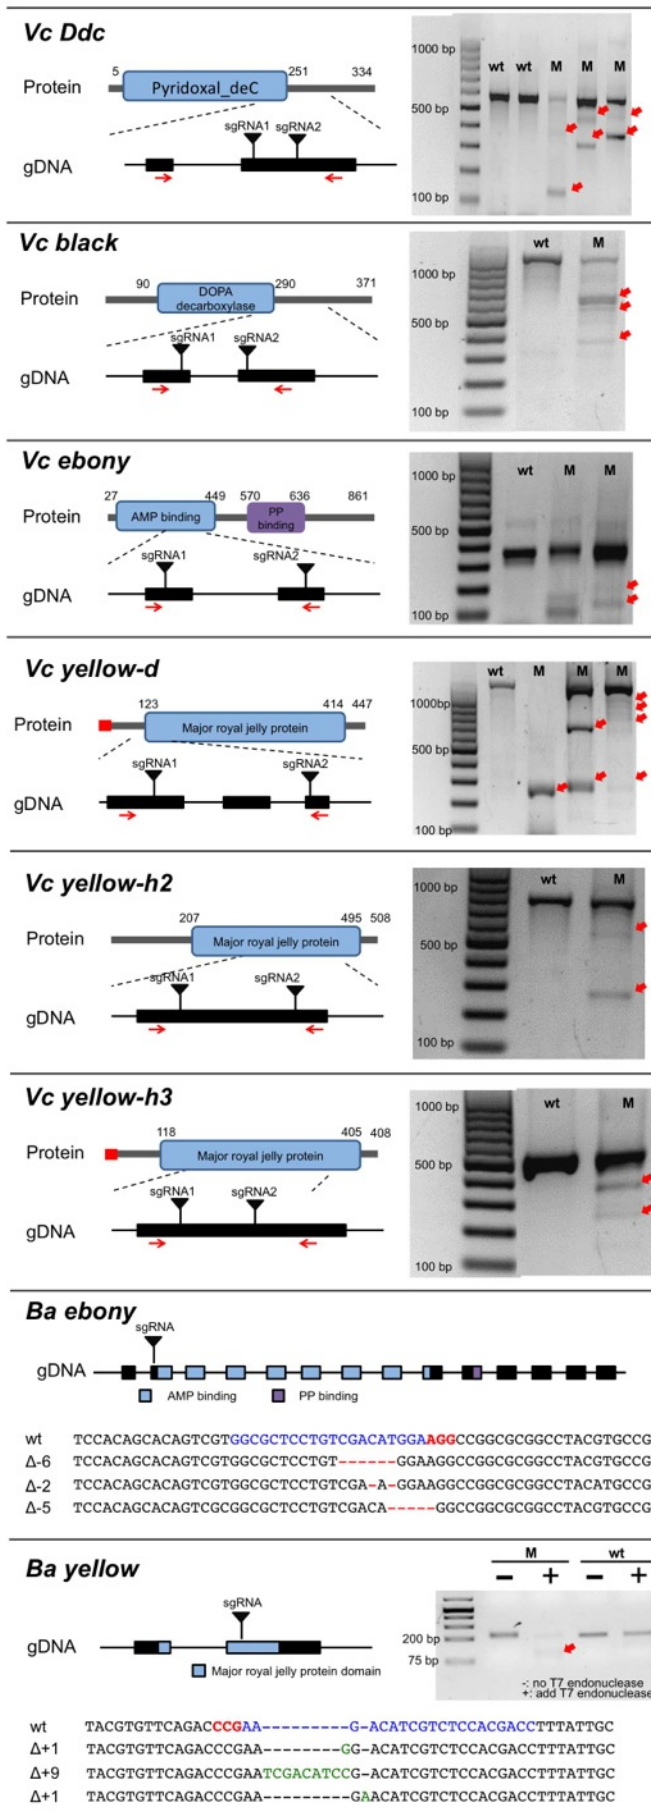 Vc Ddc
Protein
5
Pyridoxal_deC
251
334
sgRNA1
sgRNA2
gDNA
1000 bp
500 bp
100 bp
wt wt M M M
Vc black
Protein
90
DOPA
decarboxylase
290
371
sgRNA1
sgRNA2
gDNA
1000 bp
500 bp
100 bp
wt M
Vc ebony
Protein
27
AMP binding
449
570
PP
binding
636
861
sgRNA1
sgRNA2
gDNA
1000 bp
500 bp
100 bp
wt M M
Vc yellow-d
Protein
123
Major royal jelly protein
414
447
sgRNA1
sgRNA2
gDNA
1000bp
500 bp
100 bp
wt M M M
Vc yellow-h2
Protein
207
Major royal jelly protein
495
508
sgRNA1
sgRNA2
gDNA
1000 bp
500 bp
100 bp
wt M
Vc yellow-h3
Protein
118
Major royal jelly protein
405
408
sgRNA1
sgRNA2
gDNA
1000 bp
500 bp
100 bp
wt M
Ba ebony
sgRNA
gDNA
AMP binding
PP binding
wt TCCACAGCACAGTCGTGGCGCTCCTGTCGACATGGAAGGCCGGCGCGGCCTACGTGCCG
Δ-6 TCCACAGCACAGTCGTGGCGCTCCTGT------GGAAGGCCGGCGCGGCCTACGTGCCG
Δ-2 TCCACAGCACAGTCGTGGCGCTCCTGTCGA-A-GGAAGGCCGGCGCGGCCTACATGCCG
Δ-5 TCCACAGCACAGTCGCGGCGCTCCTGTCGACA-----GGCCGGCGCGGCCTACGTGCCG
Ba yellow
sgRNA
gDNA
Major royal jelly protein domain
M wt
− + − +
200 bp
75 bp
-: no T7 endonuclease
+: add T7 endonuclease
wt TACGTGTTCAGACCCGAA---------G-ACATCGTCTCCACGACCTTTATTGC
Δ+1 TACGTGTTCAGACCCGAA--------GG-ACATCGTCTCCACGACCTTTATTGC
Δ+9 TACGTGTTCAGACCCGAATCGACATCCG-ACATCGTCTCCACGACCTTTATTGC
Δ+1 TACGTGTTCAGACCCGAA---------GAACATCGTCTCCACGACCTTTATTGC